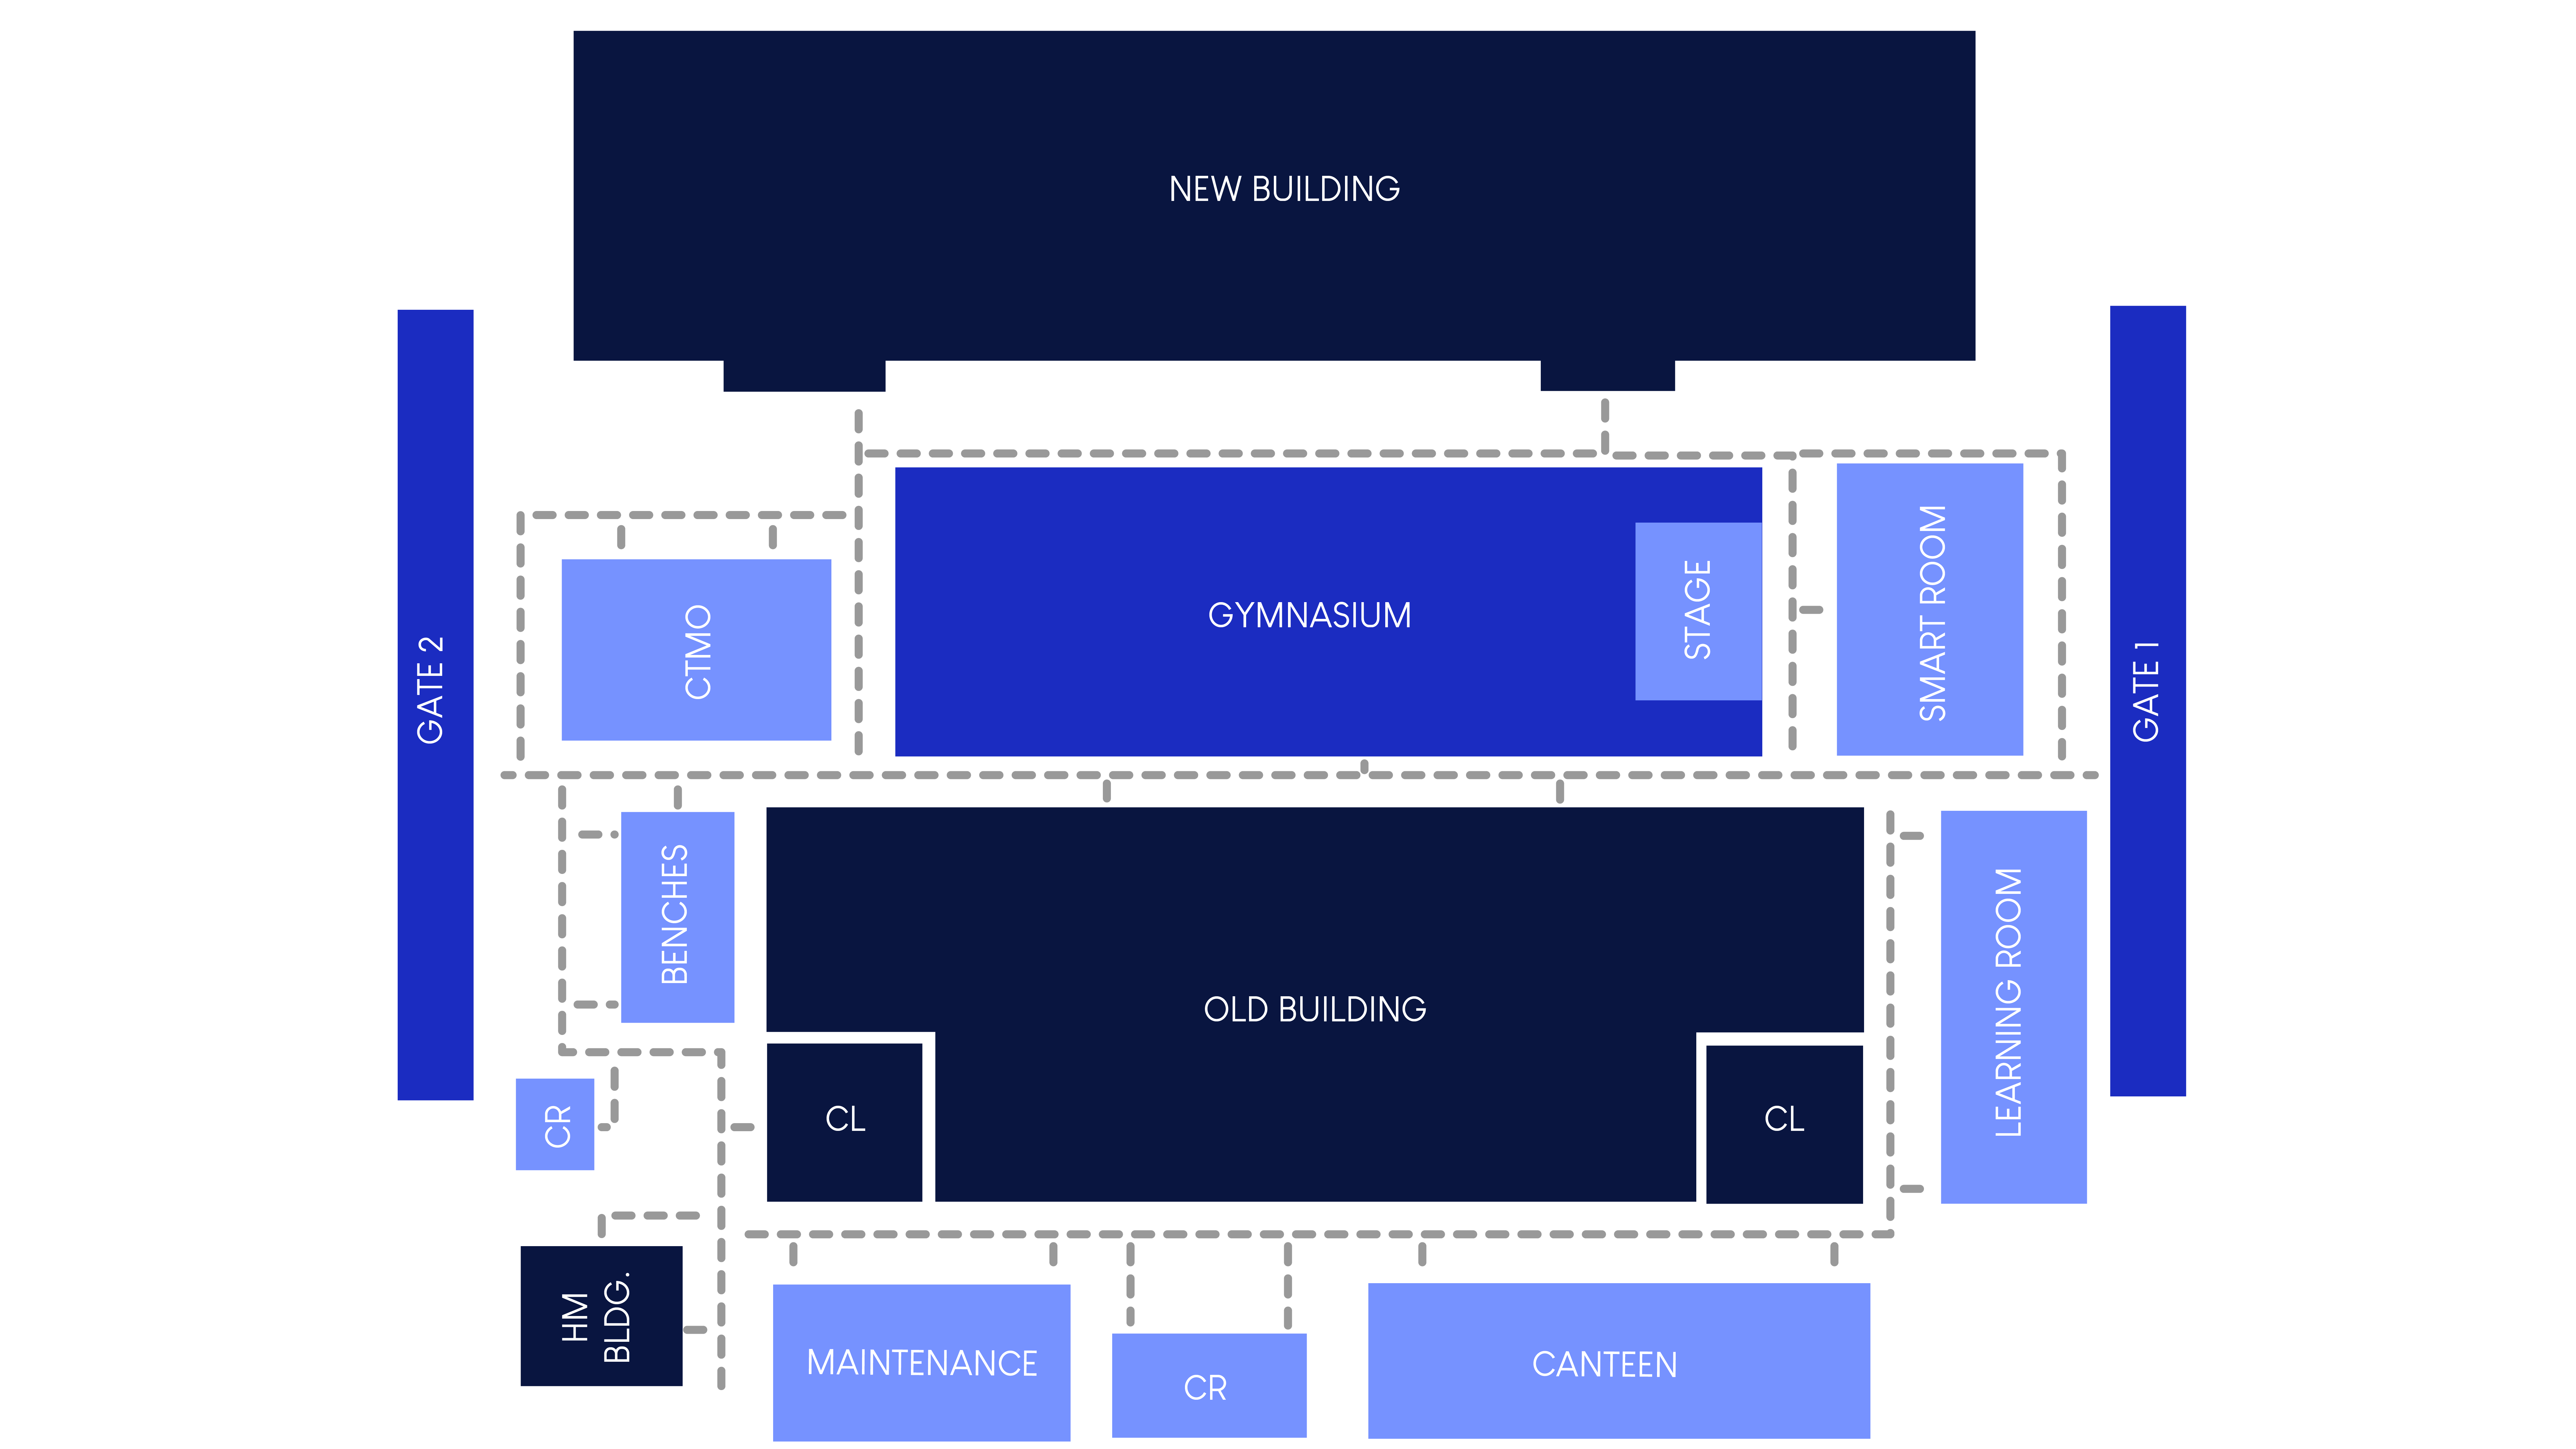 NEW BUILDING
GATE 2
CTMO
GYMNASIUM
STAGE
SMART ROOM
GATE 1
BENCHES
OLD BUILDING
LEARNING ROOM
CR
CL
CL
HM
BLDG.
MAINTENANCE
CR
CANTEEN